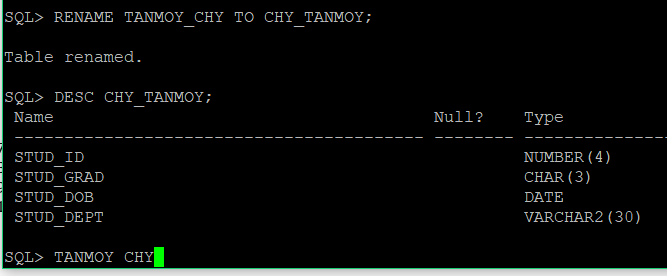 SQL> RENAME TANMOY_CHY TO CHY_TANMOY;
Table renamed.
SQL> DESC CHY_TANMOY;
Name Null? Type
----------------------------------------- -------- ---------------
STUD_ID NUMBER(4)
STUD_GRAD CHAR(3)
STUD_DOB DATE
STUD_DEPT VARCHAR2(30)
SQL> TANMOY CHY